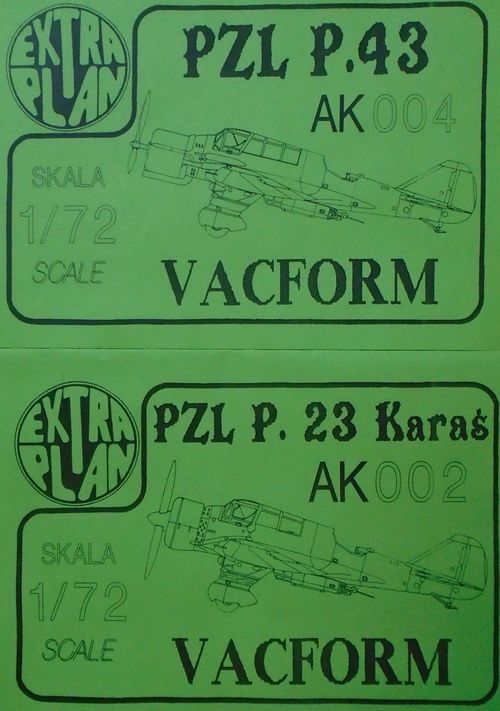 EXTRA
PLAN
PZL P.43
AK004
SKALA
1/72
SCALE
VACFORM
EXTRA
PLAN
PZL P. 23 Karaś
AK002
SKALA
1/72
SCALE
VACFORM